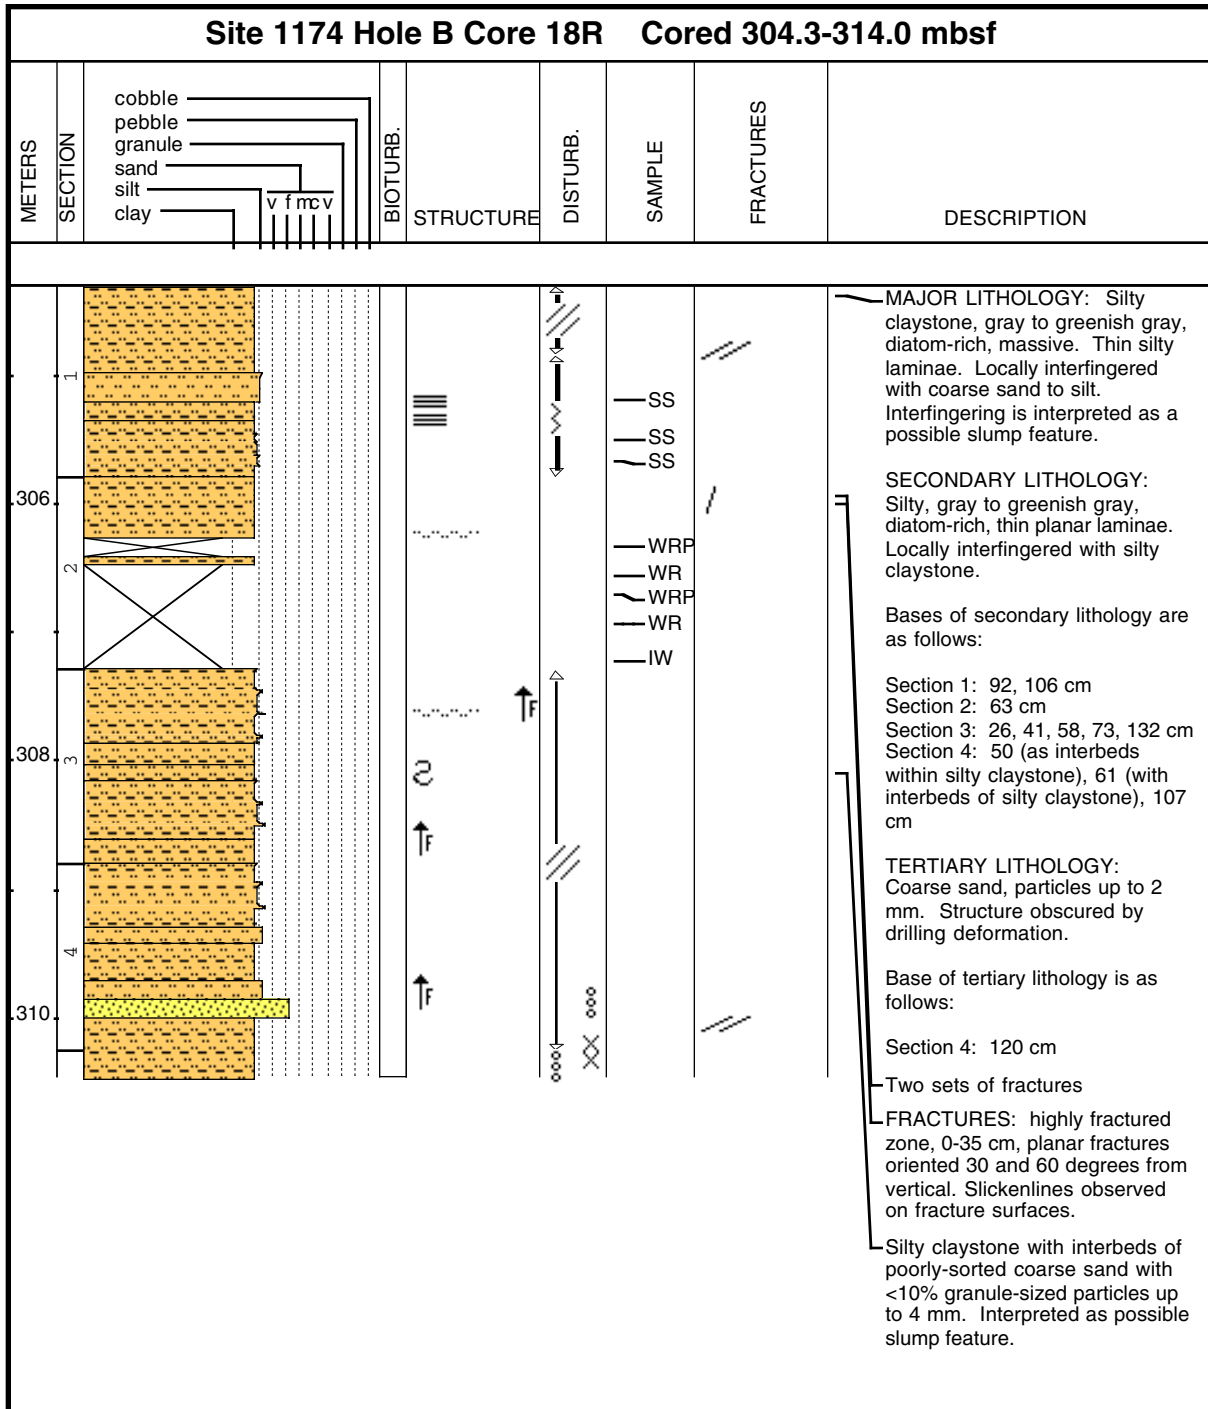 Site 1174 Hole B Core 18R Cored 304.3-314.0 mbsf
METERS
SECTION
cobble
pebble
granule
sand
silt
clay
v f m c v
BIOTURB.
STRUCTURE
DISTURB.
SAMPLE
FRACTURES
DESCRIPTION
306
308
310
1
2
3
4
F
F
F
SS
SS
SS
WRP
WR
WRP
WR
IW
MAJOR LITHOLOGY: Silty
claystone, gray to greenish gray,
diatom-rich, massive. Thin silty
laminae. Locally interfingered
with coarse sand to silt.
Interfingering is interpreted as a
possible slump feature.
SECONDARY LITHOLOGY:
Silty, gray to greenish gray,
diatom-rich, thin planar laminae.
Locally interfingered with silty
claystone.
Bases of secondary lithology are
as follows:
Section 1: 92, 106 cm
Section 2: 63 cm
Section 3: 26, 41, 58, 73, 132 cm
Section 4: 50 (as interbeds
within silty claystone), 61 (with
interbeds of silty claystone), 107
cm
TERTIARY LITHOLOGY:
Coarse sand, particles up to 2
mm. Structure obscured by
drilling deformation.
Base of tertiary lithology is as
follows:
Section 4: 120 cm
Two sets of fractures
FRACTURES: highly fractured
zone, 0-35 cm, planar fractures
oriented 30 and 60 degrees from
vertical. Slickenlines observed
on fracture surfaces.
Silty claystone with interbeds of
poorly-sorted coarse sand with
<10% granule-sized particles up
to 4 mm. Interpreted as possible
slump feature.